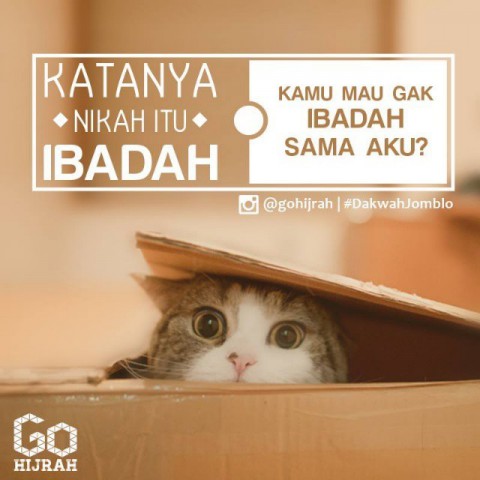 KATANYA
NIKAH ITU
IBADAH
KAMU MAU GAK
IBADAH
SAMA AKU?
@gohijrah | #DakwahJomblo
GO
HIJRAH